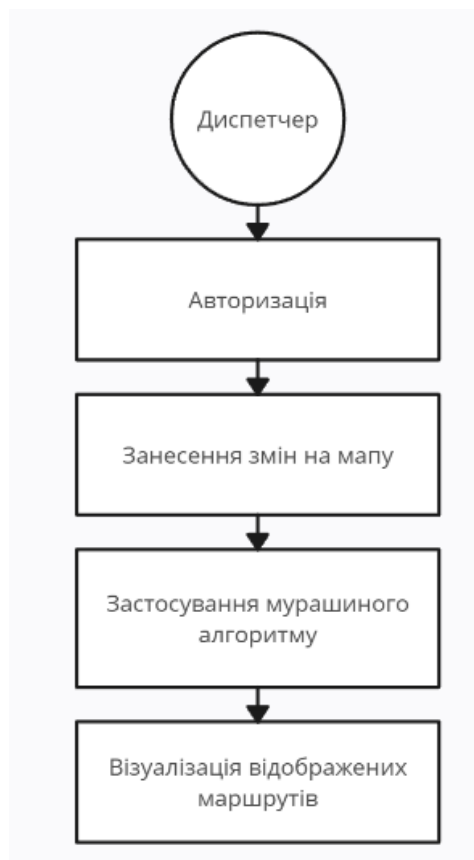 Диспетчер
Авторизація
Занесення змін на мапу
Застосування мурашиного
алгоритму
Візуалізація відображених
маршрутів